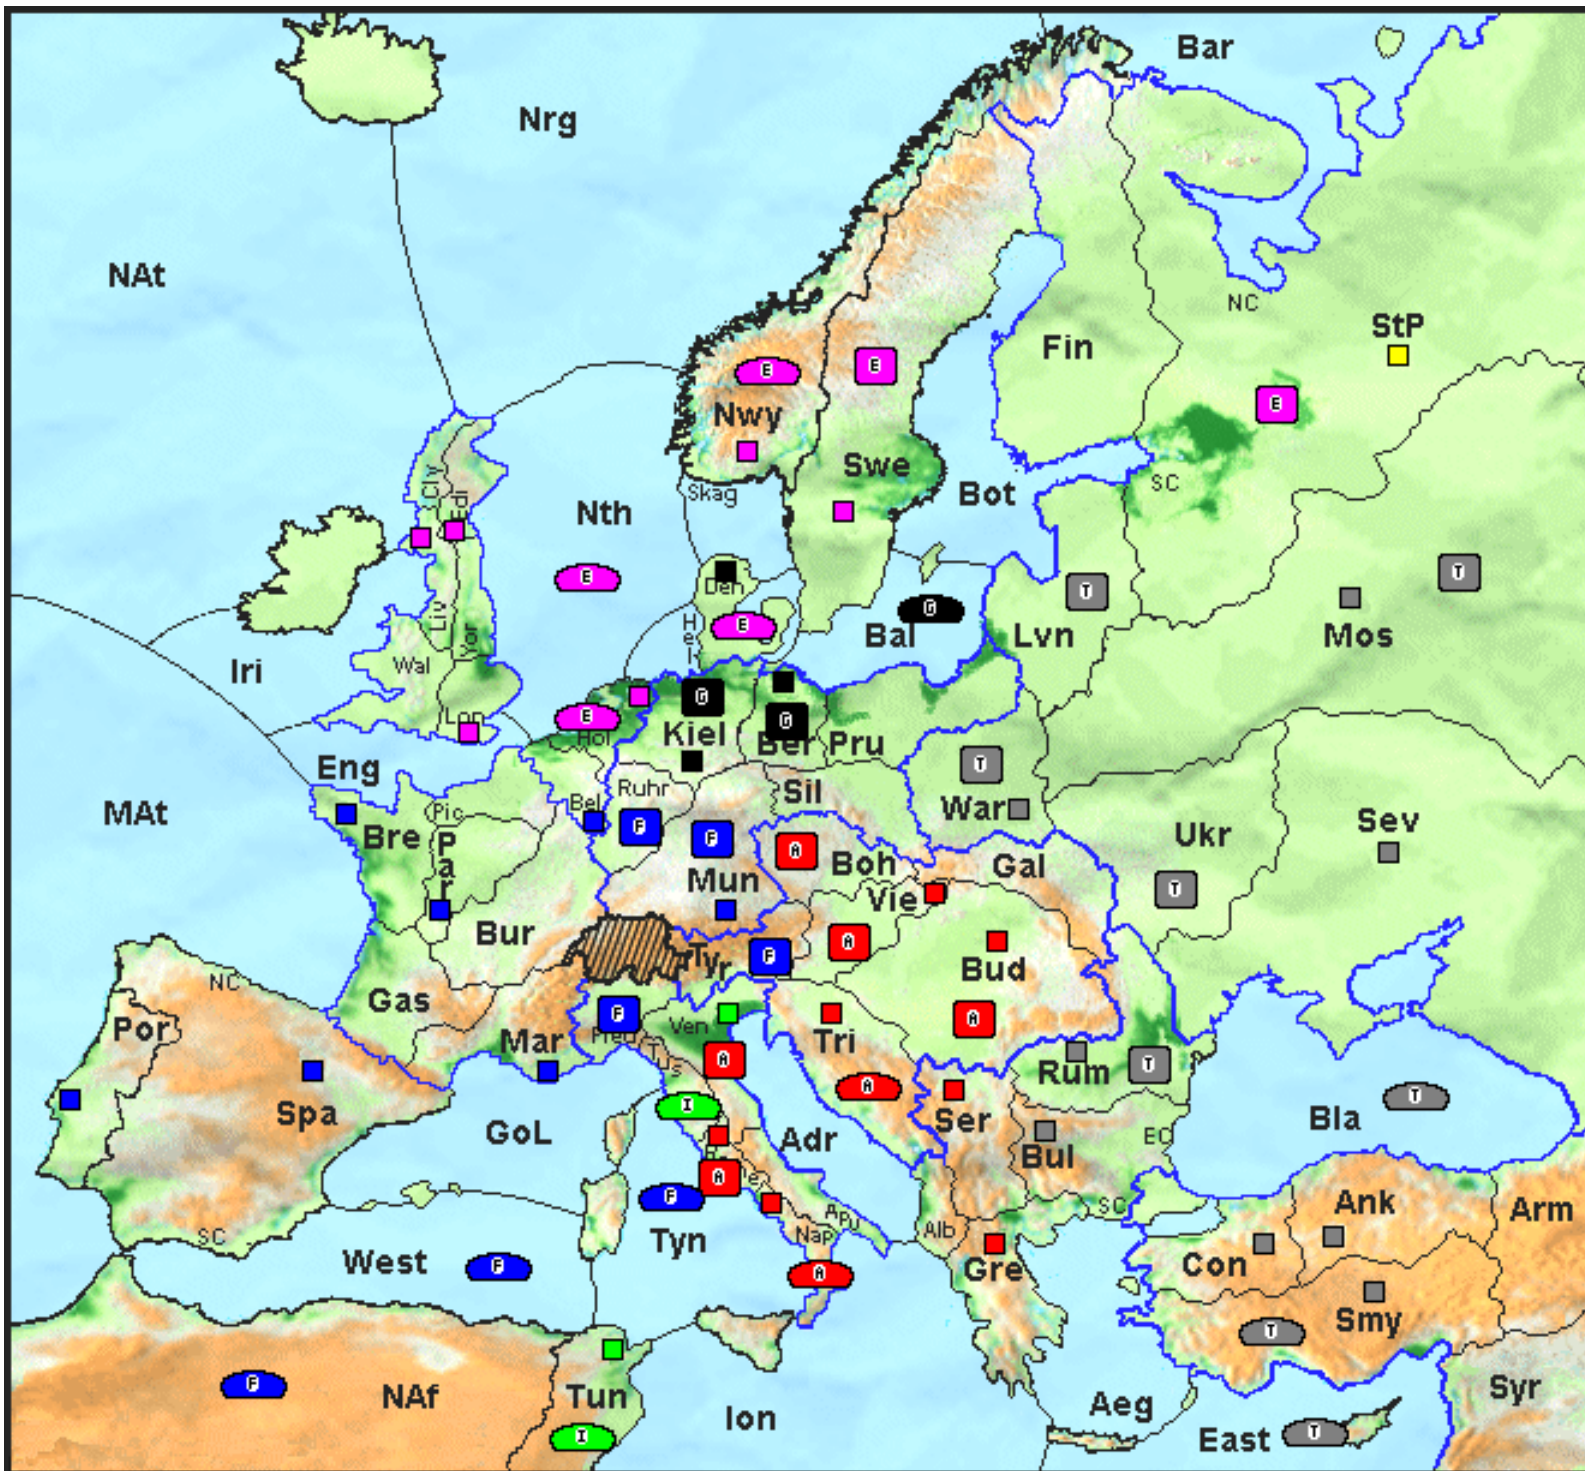 Bar
Nrg
NAt
NC
StP
Fin
E
E
E
Nwy
Swe
Cly
Edi
SC
Skag
Bot
Nth
E
T
T
Den
Mos
G
E
Bal
Lvn
Hel
Liv
Yor
Iri
Wal
G
E
Lon
G
Hol
Kiel
Ber
Pru
Eng
T
Ruhr
Sil
Bel
MAt
Pic
War
Sev
Bre
F
F
Ukr
A
Boh
Gal
Par
Mun
Vie
T
Bur
A
Tyr
F
Bud
NC
Gas
F
A
Por
Ven
Mar
Pied
Tri
Tus
A
T
Rum
A
T
I
Spa
GoL
Ser
Bla
Adr
EC
Bul
A
F
Ank
SC
Apu
Arm
SC
Alb
Nap
Tyn
West
F
A
Gre
Con
Smy
T
F
NAf
Tun
Syr
Aeg
Ion
I
East
T